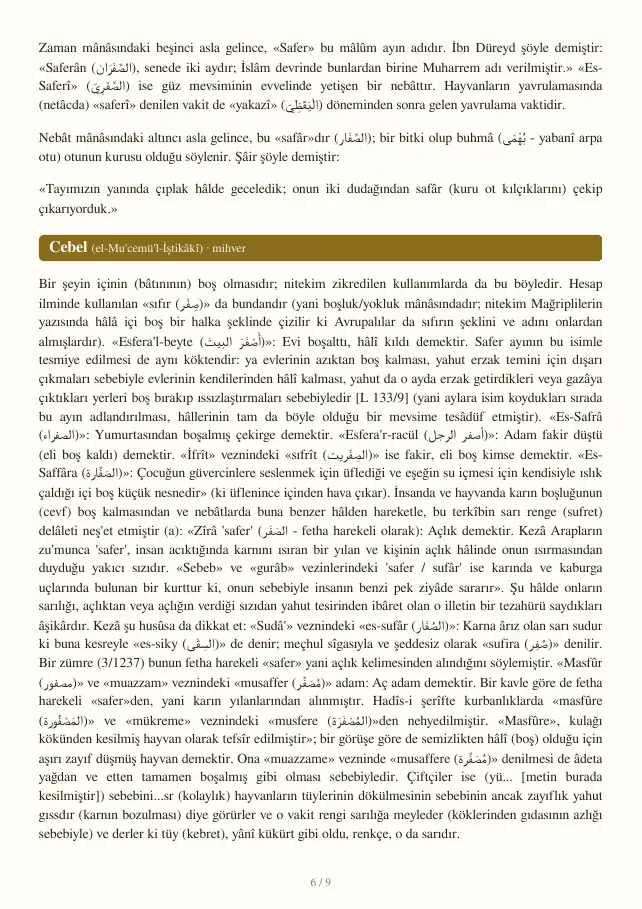 Zaman mânâsındaki beşinci asla gelince, «Safer» bu mâlûm ayın adıdır. İbn Düreyd şöyle demiştir:
«Saferân (الصَّفَرَان), senede iki aydır; İslâm devrinde bunlardan birine Muharrem adı verilmiştir.» «Es-
Saferî» (الصَّفَرِيّ) ise güz mevsiminin evvelinde yetişen bir nebâttır. Hayvanların yavrulamasında
(netâcda) «saferî» denilen vakit de «yakazî» (الْيَقَظِيّ) döneminden sonra gelen yavrulama vaktidir.
Nebât mânâsındaki altıncı asla gelince, bu «safâr»dır (الصَّفَار); bir bitki olup buhmâ (بُهْمَى - yabanî arpa
otu) otunun kurusu olduğu söylenir. Şâir şöyle demiştir:
«Tayımızın yanında çıplak hâlde geceledik; onun iki dudağından safâr (kuru ot kılçıklarını) çekip
çıkarıyorduk.»
Cebel (el-Mu'cemü'l-İştikâkî) · mihver
Bir şeyin içinin (bâtınının) boş olmasıdır; nitekim zikredilen kullanımlarda da bu böyledir. Hesap
ilminde kullanılan «sıfır (صِفْر)» da bundandır (yani boşluk/yokluk mânâsındadır; nitekim Mağriplilerin
yazısında hâlâ içi boş bir halka şeklinde çizilir ki Avrupalılar da sıfırın şeklini ve adını onlardan
almışlardır). «Esfera'l-beyte (أَصْفَرَ البيتَ)»: Evi boşalttı, hâlî kıldı demektir. Safer ayının bu isimle
tesmiye edilmesi de aynı köktendir: ya evlerinin azıktan boş kalması, yahut erzak temini için dışarı
çıkmaları sebebiyle evlerinin kendilerinden hâlî kalması, yahut da o ayda erzak getirdikleri veya gazâya
çıktıkları yerleri boş bırakıp ıssızlaştırmaları sebebiyledir [L 133/9] (yani aylara isim koydukları sırada
bu ayın adlandırılması, hâllerinin tam da böyle olduğu bir mevsime tesâdüf etmiştir). «Es-Safrâ
(الصفراء)»: Yumurtasından boşalmış çekirge demektir. «Esfera'r-racül (أصفر الرجل)»: Adam fakir düştü
(eli boş kaldı) demektir. «İfrît» veznindeki «sıfrît (الصِفْريت)» ise fakir, eli boş kimse demektir. «Es-
Saffâra (الصَفَّارَة)»: Çocuğun güvercinlere seslenmek için üflediği ve eşeğin su içmesi için kendisiyle ıslık
çaldığı içi boş küçük nesnedir» (ki üflenince içinden hava çıkar). İnsanda ve hayvanda karın boşluğunun
(cevf) boş kalmasından ve nebâtlarda buna benzer hâlden hareketle, bu terkîbin sarı renge (sufret)
delâleti neş'et etmiştir (a): «Zîrâ 'safer' (الصَفَر - fetha harekeli olarak): Açlık demektir. Kezâ Arapların
zu'munca 'safer', insan acıktığında karnını ısıran bir yılan ve kişinin açlık hâlinde onun ısırmasından
duyduğu yakıcı sızıdır. «Sebeb» ve «gurâb» vezinlerindeki 'safer / sufâr' ise karında ve kaburga
uçlarında bulunan bir kurttur ki, onun sebebiyle insanın benzi pek ziyâde sararır». Şu hâlde onların
sarılığı, açlıktan veya açlığın verdiği sızıdan yahut tesirinden ibâret olan o illetin bir tezahürü saydıkları
âşikârdır. Kezâ şu husûsa da dikkat et: «Sudâ'» veznindeki «es-sufâr (الصُفَار)»: Karna ârız olan sarı sudur
ki buna kesreyle «es-siky (السِقْى)» de denir; meçhul sîgasıyla ve şeddesiz olarak «sufira (صُفِر)» denilir.
Bir zümre (3/1237) bunun fetha harekeli «safer» yani açlık kelimesinden alındığını söylemiştir. «Masfûr
(مصفور)» ve «muazzam» veznindeki «musaffer (مُصَفَّر)» adam: Aç adam demektir. Bir kavle göre de fetha
harekeli «safer»den, yani karın yılanlarından alınmıştır. Hadîs-i şerîfte kurbanlıklarda «masfûre
(المَصْفُورة)» ve «mükreme» veznindeki «musfere (المُصْفَرَة)»den nehyedilmiştir. «Masfûre», kulağı
kökünden kesilmiş hayvan olarak tefsîr edilmiştir»; bir görüşe göre de semizlikten hâlî (boş) olduğu için
aşırı zayıf düşmüş hayvan demektir. Ona «muazzame» vezninde «musaffere (مُصَفَّرة)» denilmesi de âdeta
yağdan ve etten tamamen boşalmış gibi olması sebebiyledir. Çiftçiler ise (yü... [metin burada
kesilmiştir]) sebebini...sr (kolaylık) hayvanların tüylerinin dökülmesinin sebebinin ancak zayıflık yahut
gıssdır (karnın bozulması) diye görürler ve o vakit rengi sarılığa meyleder (köklerinden gıdasının azlığı
sebebiyle) ve derler ki tüy (kebret), yânî kükürt gibi oldu, renkçe, o da sarıdır.
6 / 9